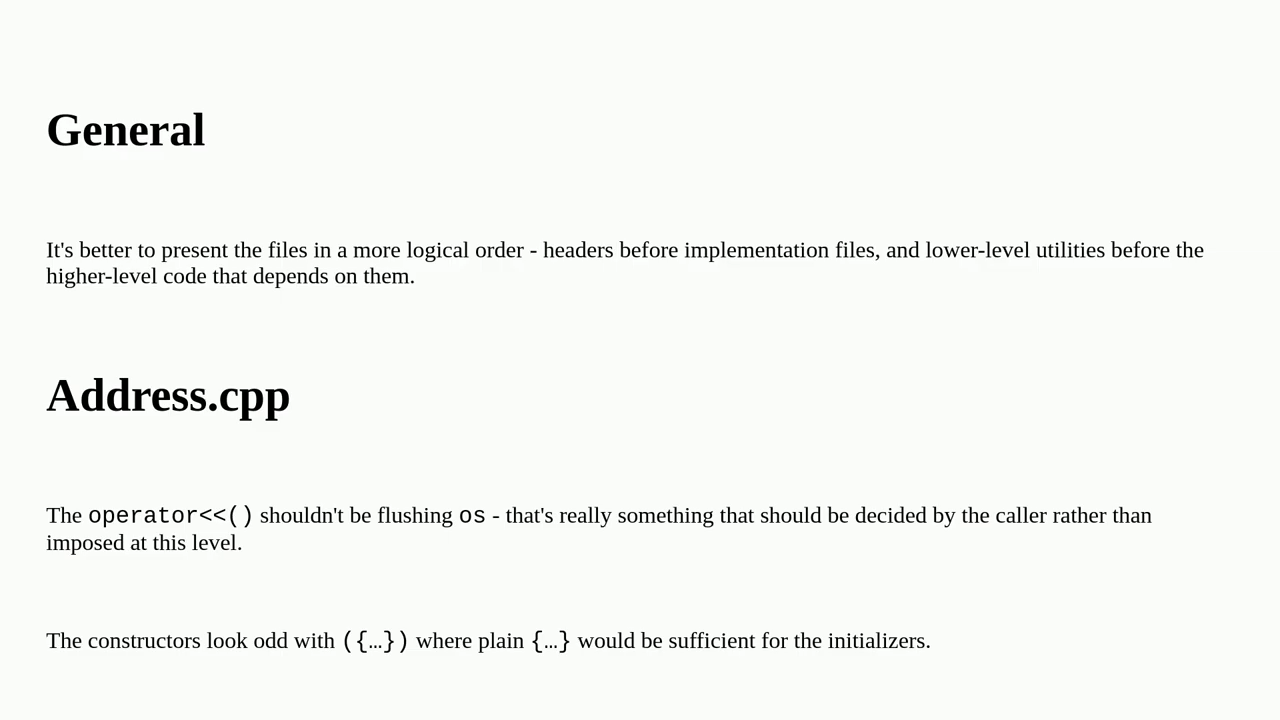 General
It's better to present the files in a more logical order - headers before implementation files, and lower-level utilities before the
higher-level code that depends on them.
Address.cpp
The operator<<() shouldn't be flushing os - that's really something that should be decided by the caller rather than
imposed at this level.
The constructors look odd with ({…}) where plain {…} would be sufficient for the initializers.